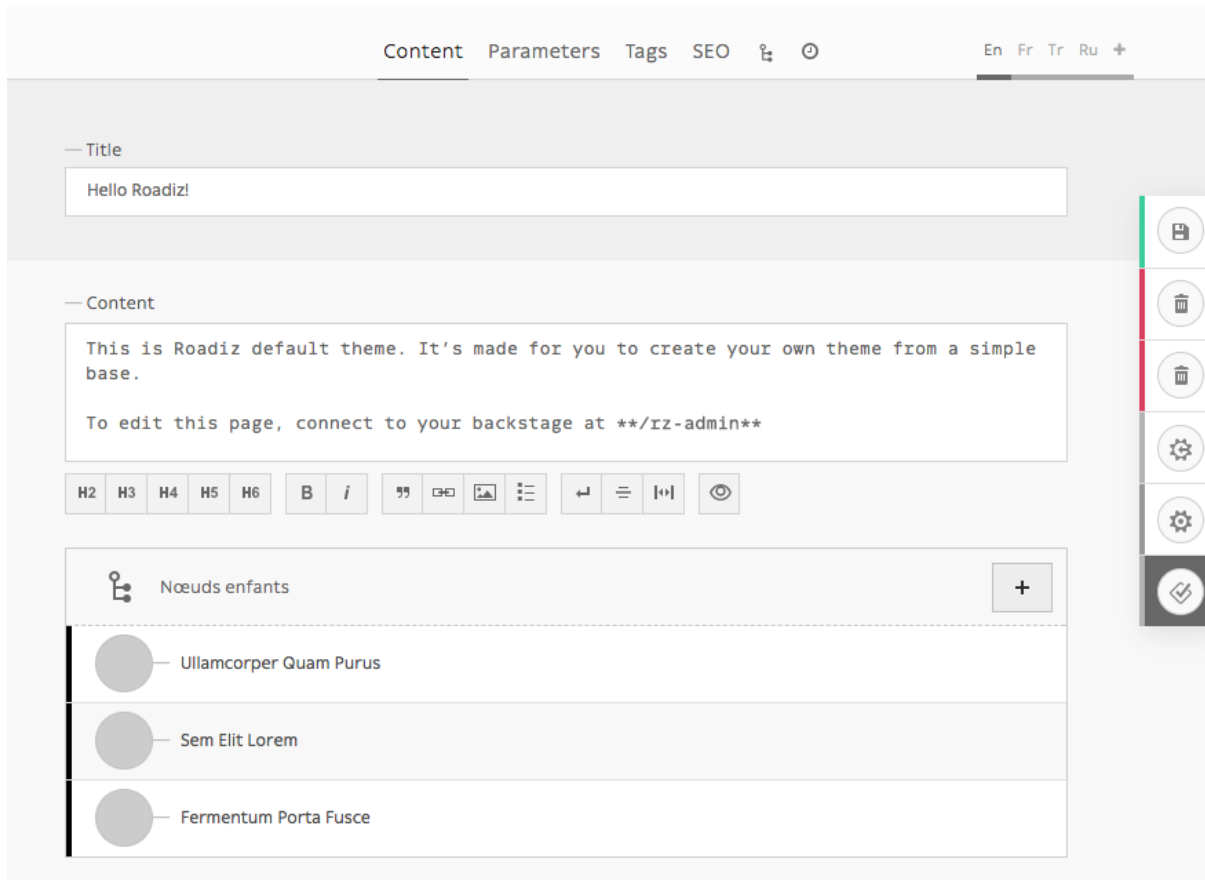 Content Parameters Tags SEO
En Fr Tr Ru +
Title
Hello Roadiz!
Content
This is Roadiz default theme. It's made for you to create your own theme from a simple
base.
To edit this page, connect to your backstage at **/rz-admin**
H2 H3 H4 H5 H6 B i
Nœuds enfants +
Ullamcorper Quam Purus
Sem Elit Lorem
Fermentum Porta Fusce